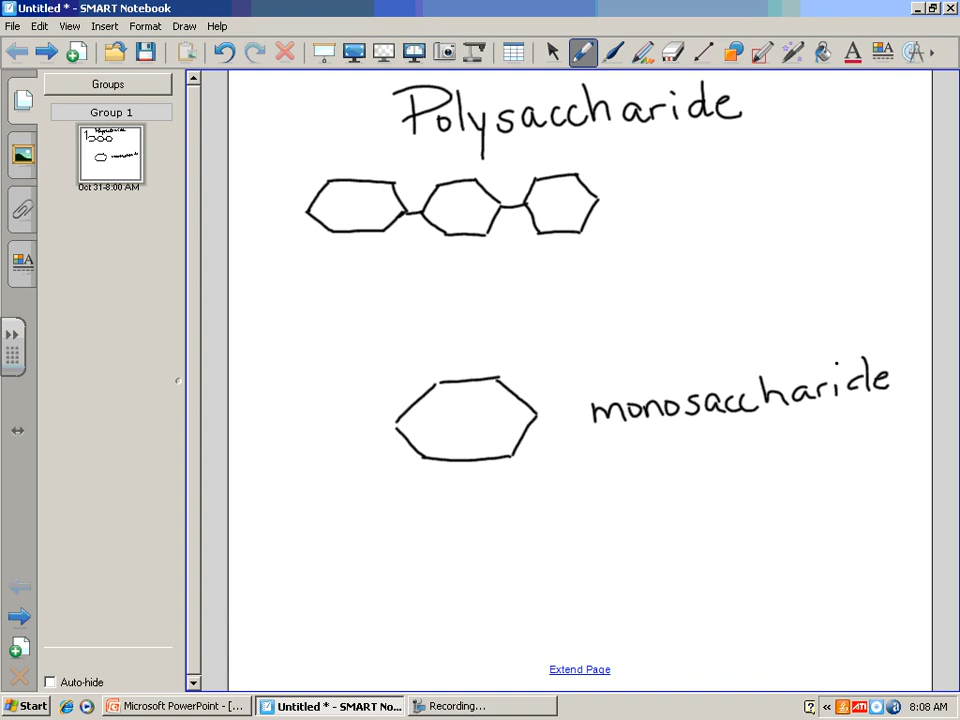 Untitled * - SMART Notebook
File Edit View Insert Format Draw Help
Groups
Group 1
Oct 31-8:00 AM
Polysaccharide
monosaccharide
Extend Page
Auto-hide
Start Microsoft PowerPoint - [... Untitled * - SMART No... Recording... « 8:08 AM